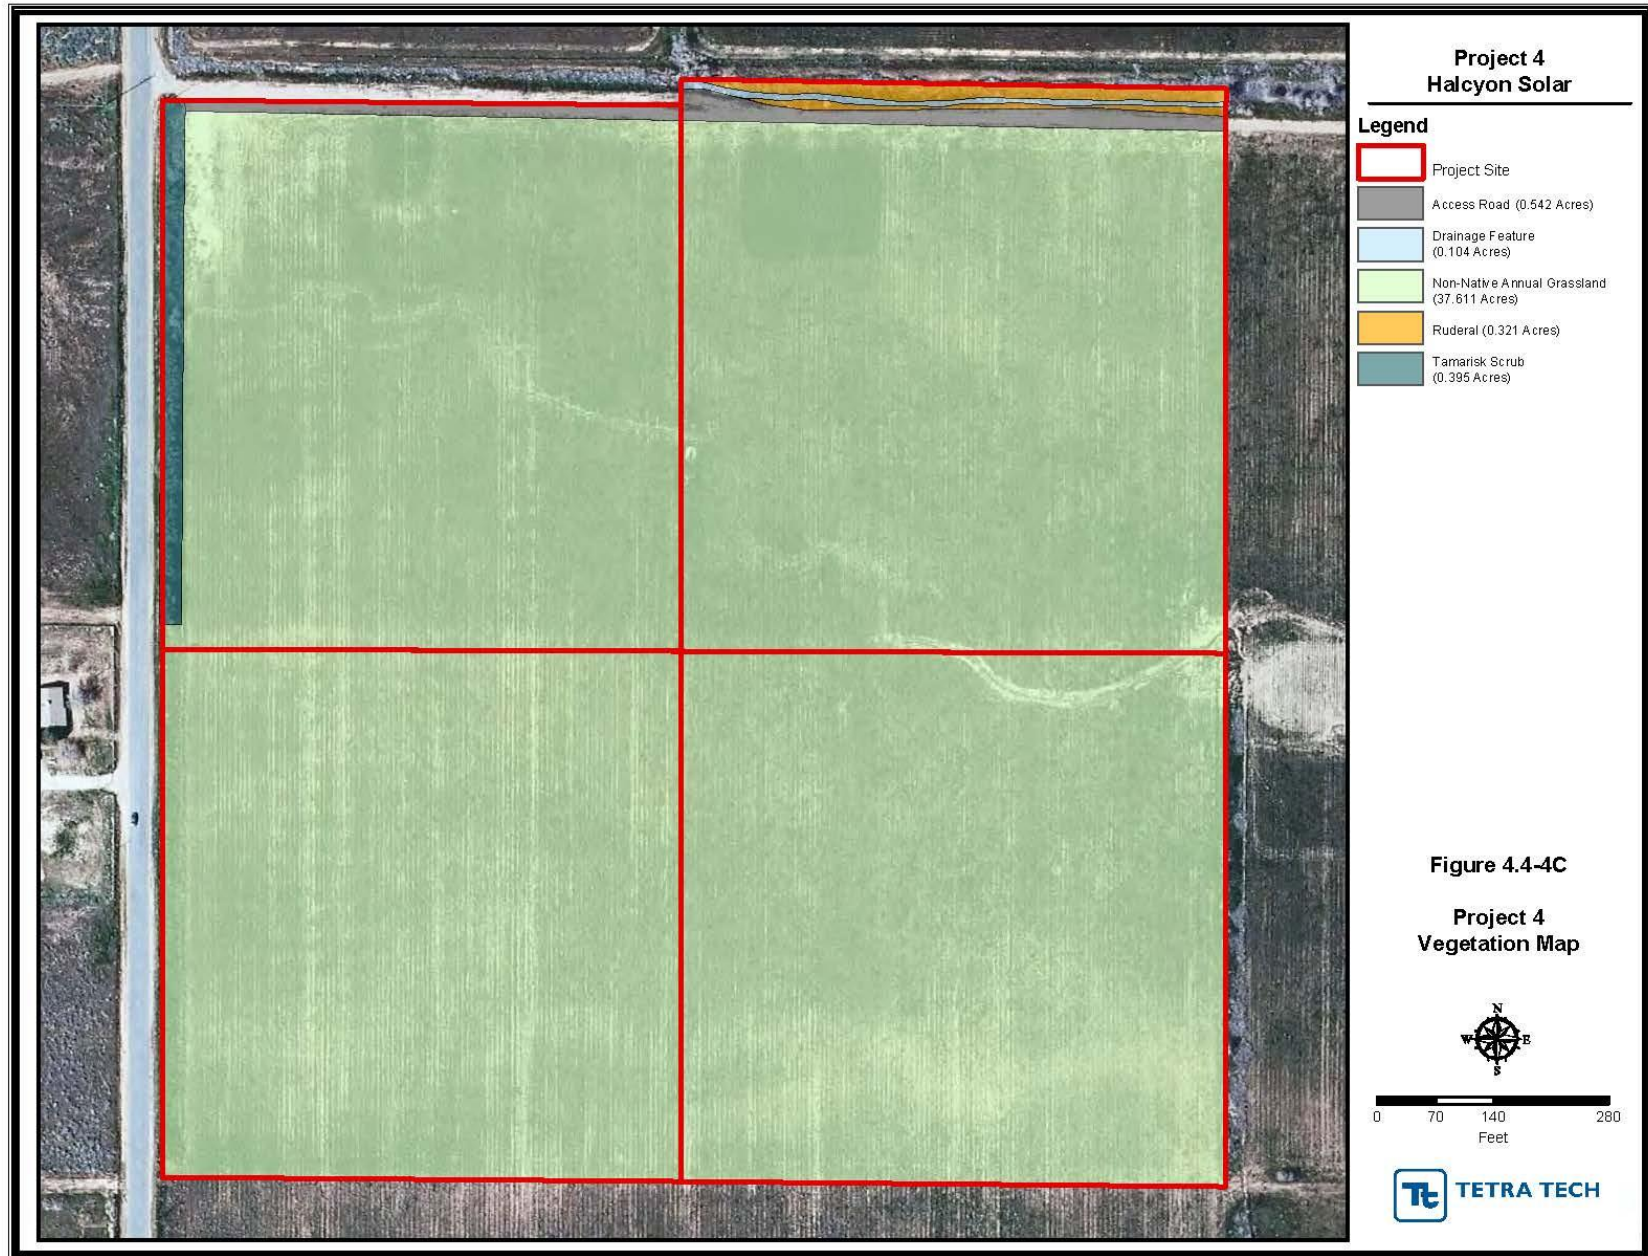 Project 4
Halcyon Solar
Legend
Project Site
Access Road (0.542 Acres)
Drainage Feature
(0.104 Acres)
Non-Native Annual Grassland
(37.611 Acres)
Ruderal (0.321 Acres)
Tamarisk Scrub
(0.395 Acres)
Figure 4.4-4C
Project 4
Vegetation Map
N
W E
S
0 70 140 280
Feet
Tt TETRA TECH